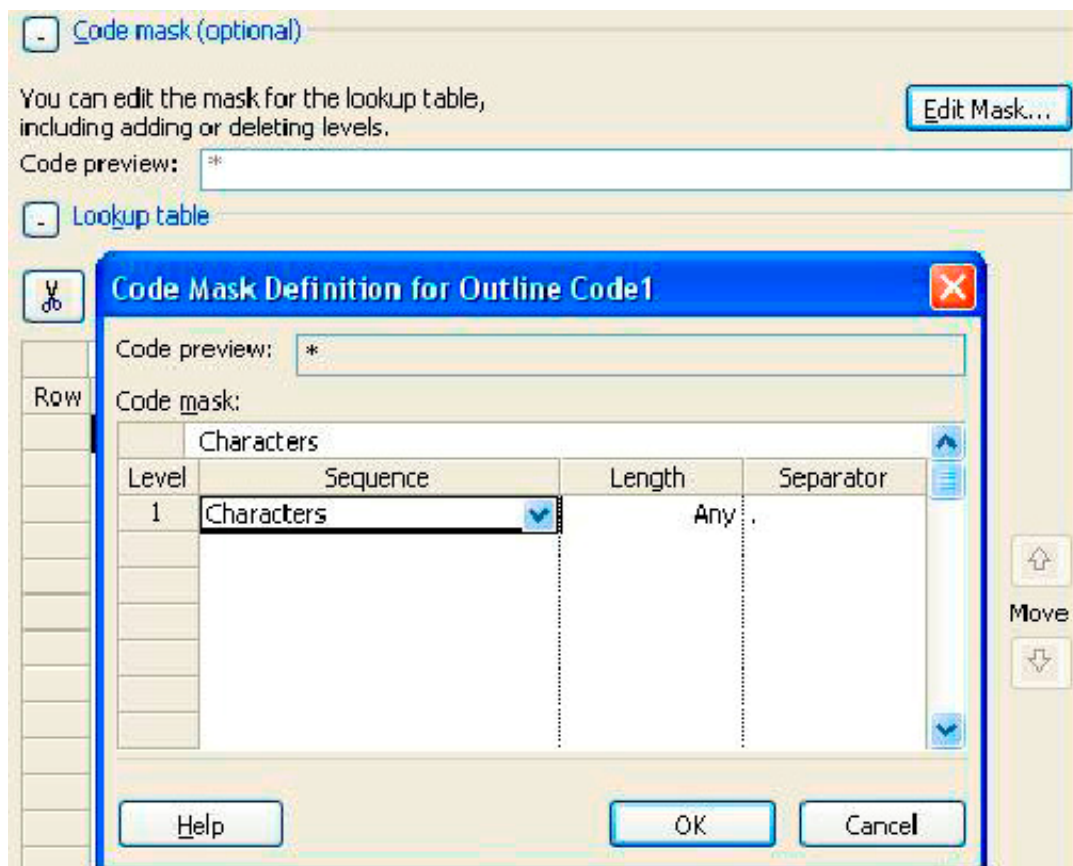 - Code mask (optional)
You can edit the mask for the lookup table,
including adding or deleting levels.
Edit Mask...
Code preview: *
- Lookup table
Code Mask Definition for Outline Code1
Code preview: *
Row
Code mask:
Characters
Level Sequence Length Separator
1 Characters Any .
Move
Help OK Cancel